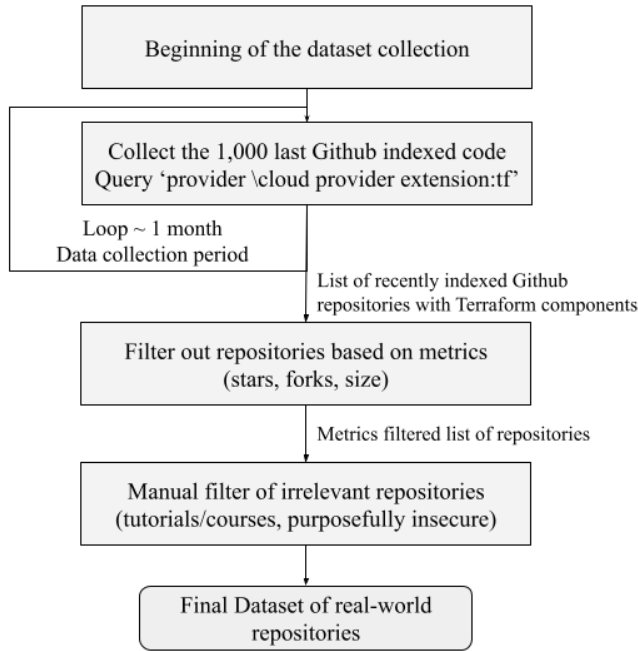 Beginning of the dataset collection
Collect the 1,000 last Github indexed code
Query ‘provider \cloud provider extension:tf’
Loop ~ 1 month
Data collection period
List of recently indexed Github
repositories with Terraform components
Filter out repositories based on metrics
(stars, forks, size)
Metrics filtered list of repositories
Manual filter of irrelevant repositories
(tutorials/courses, purposefully insecure)
Final Dataset of real-world
repositories